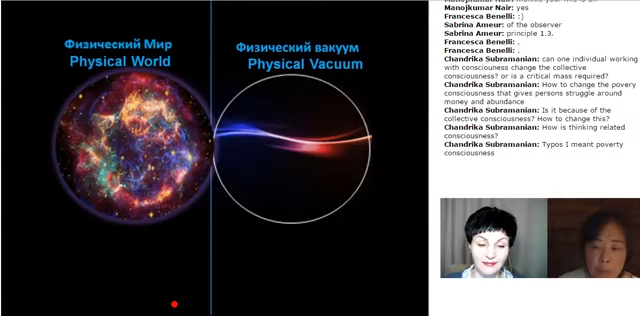 Физический Мир
Physical World
Физический вакуум
Physical Vacuum
Manojkumar Nair: yes
Francesca Benelli: :)
Sabrina Ameur: of the observer
Sabrina Ameur: principle 1.3.
Francesca Benelli: .
Francesca Benelli: .
Chandrika Subramanian: can one individual working
with consciouness change the collective
consciousness? or is a critical mass required?
Chandrika Subramanian: How to change the povery
consciousness that gives persons struggle around
money and abundance
Chandrika Subramanian: Is it because of the
collective consciousness? How to change this?
Chandrika Subramanian: How is thinking related
consciousness?
Chandrika Subramanian: Typos I meant poverty
consciousness